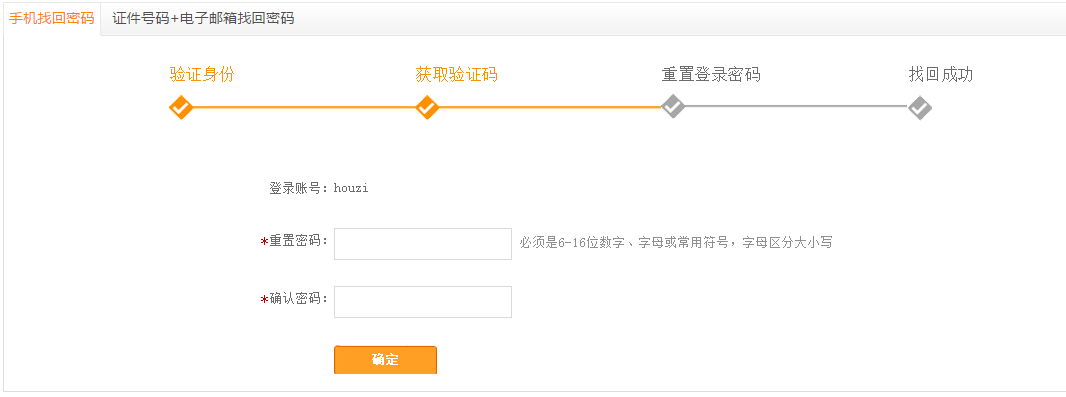 手机找回密码 证件号码+电子邮箱找回密码
验证身份 获取验证码 重置登录密码 找回成功
登录账号：houzi
*重置密码： 必须是6-16位数字、字母或常用符号，字母区分大小写
*确认密码：
确定